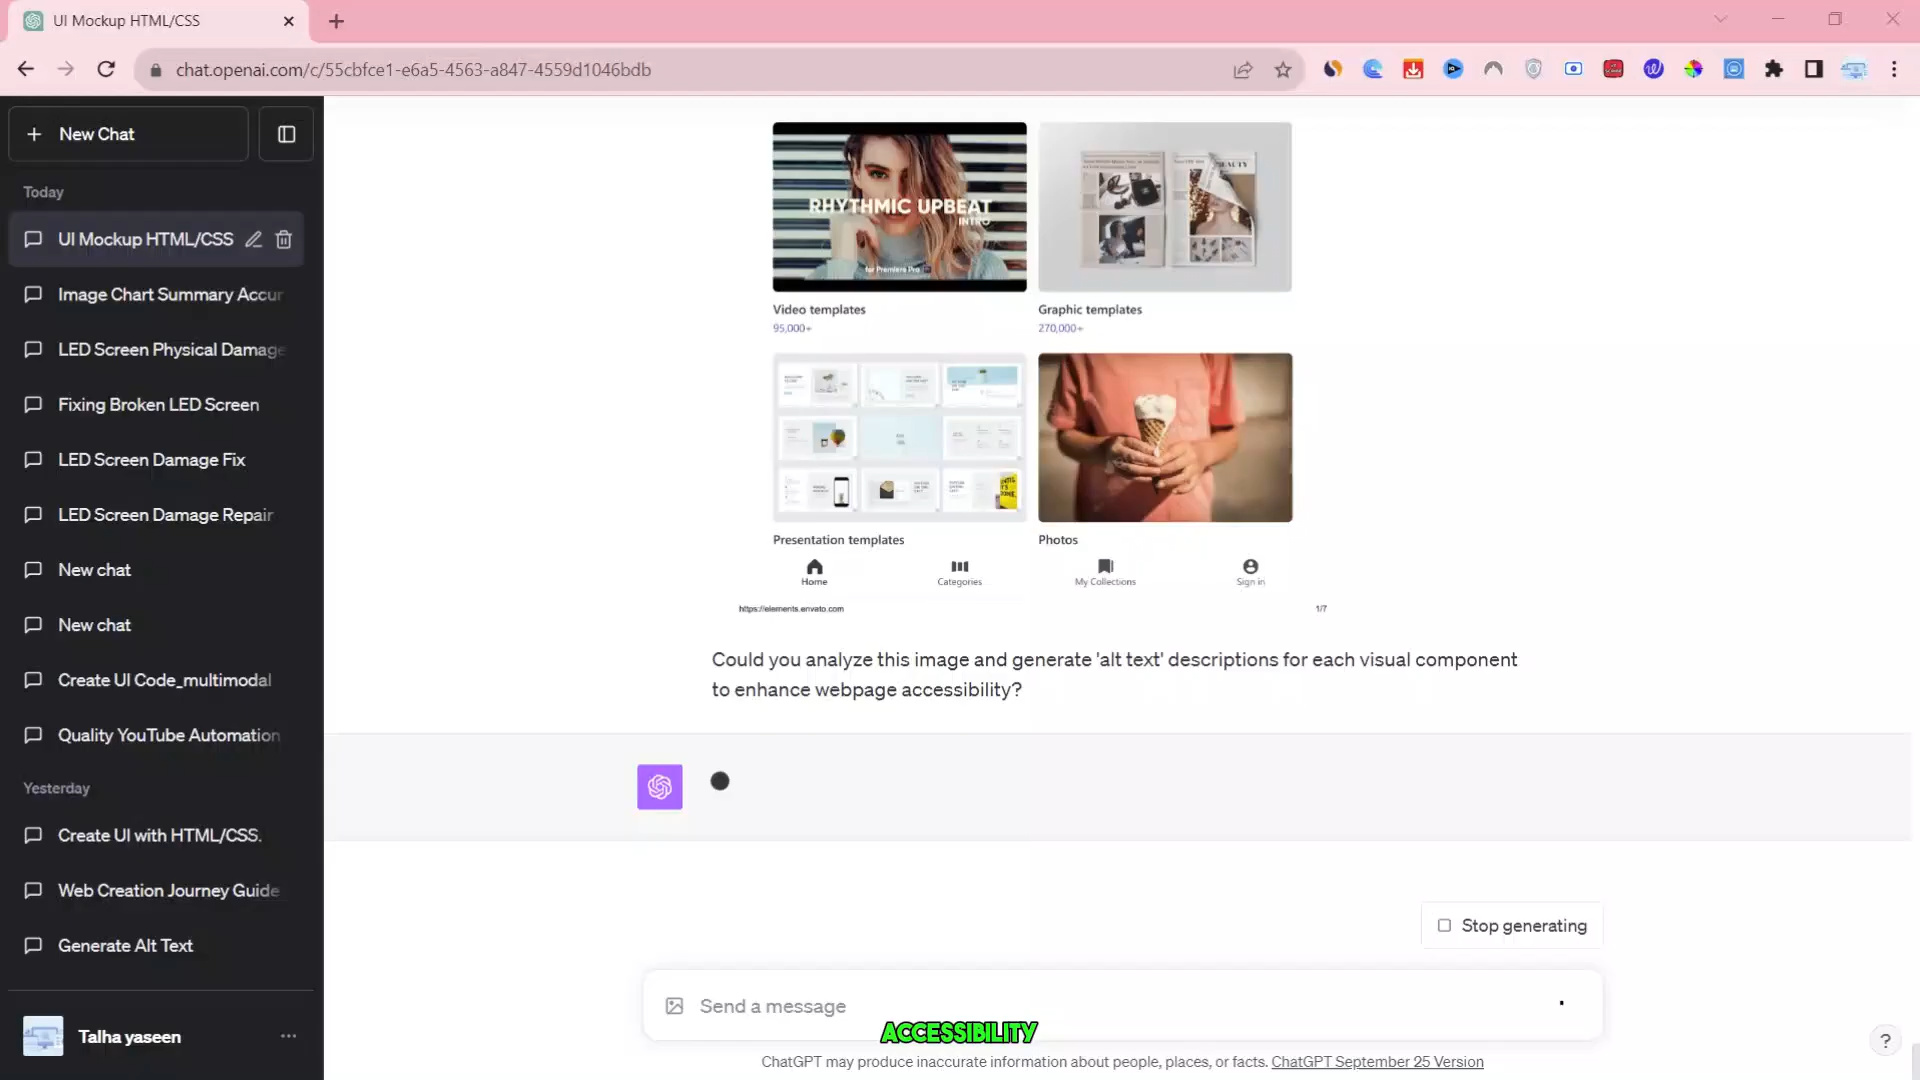 UI Mockup HTML/CSS
chat.openai.com/c/55cbfce1-e6a5-4563-a847-4559d1046bdb
New Chat
Today
UI Mockup HTML/CSS
Image Chart Summary Accur
LED Screen Physical Damage
Fixing Broken LED Screen
LED Screen Damage Fix
LED Screen Damage Repair
New chat
New chat
Create UI Code_multimodal
Quality YouTube Automation
Yesterday
Create UI with HTML/CSS.
Web Creation Journey Guide
Generate Alt Text
Talha yaseen
RHYTHMIC UPBEAT
INTRO
for Premiere Pro
BEAUTY
Video templates
95,000+
Graphic templates
270,000+
Presentation templates
Photos
Home
Categories
My Collections
Sign in
https://elements.envato.com
1/7
Could you analyze this image and generate 'alt text' descriptions for each visual component
to enhance webpage accessibility?
Stop generating
Send a message
ACCESSIBILITY
ChatGPT may produce inaccurate information about people, places, or facts. ChatGPT September 25 Version
?